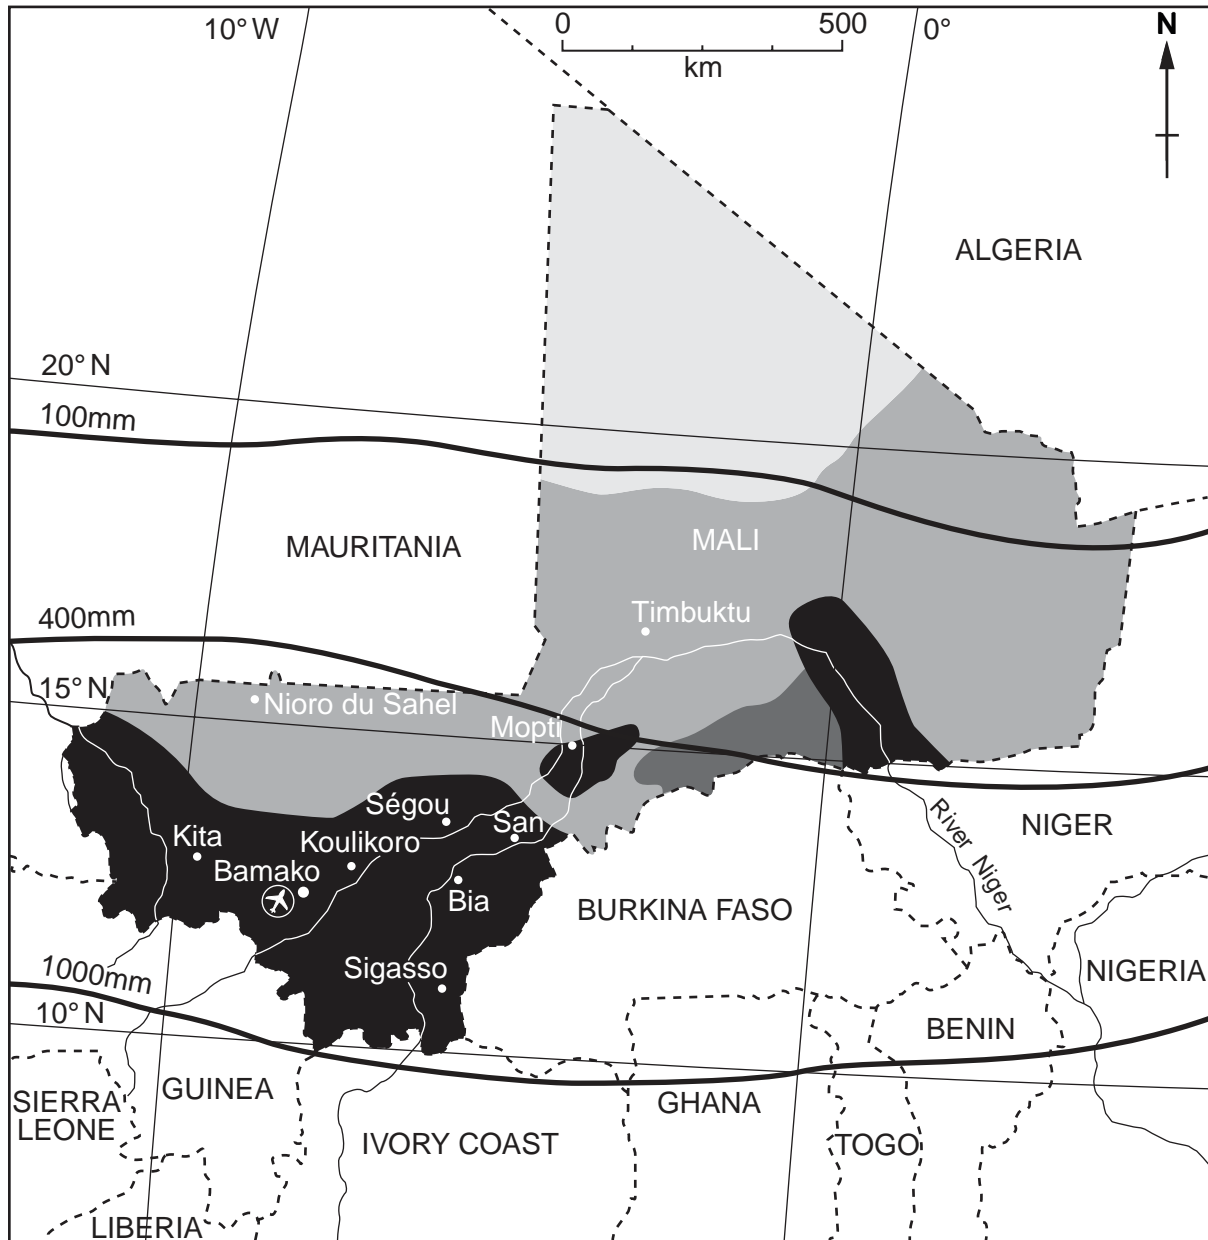 10° W
0
500
0°
N
km
ALGERIA
20° N
100mm
MAURITANIA
MALI
Timbuktu
400mm
15° N
Nioro du Sahel
Mopti
Ségou
San
Kita
Koulikoro
Bamako
Bia
River Niger
NIGER
BURKINA FASO
Sigasso
1000mm
NIGERIA
10° N
BENIN
SIERRA
LEONE
GUINEA
GHANA
IVORY COAST
TOGO
LIBERIA